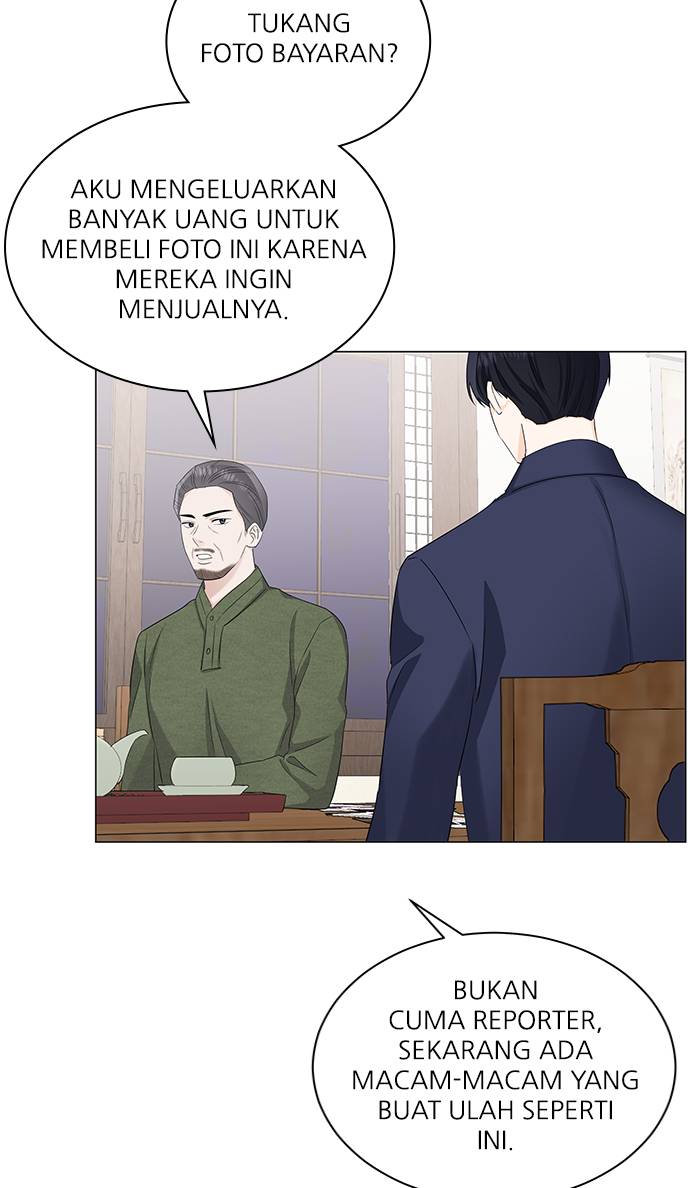 TUKANG
FOTO BAYARAN?
AKU MENGELUARKAN
BANYAK UANG UNTUK
MEMBELI FOTO INI KARENA
MEREKA INGIN
MENJUALNYA.
BUKAN
CUMA REPORTER,
SEKARANG ADA
MACAM-MACAM YANG
BUAT ULAH SEPERTI
INI.